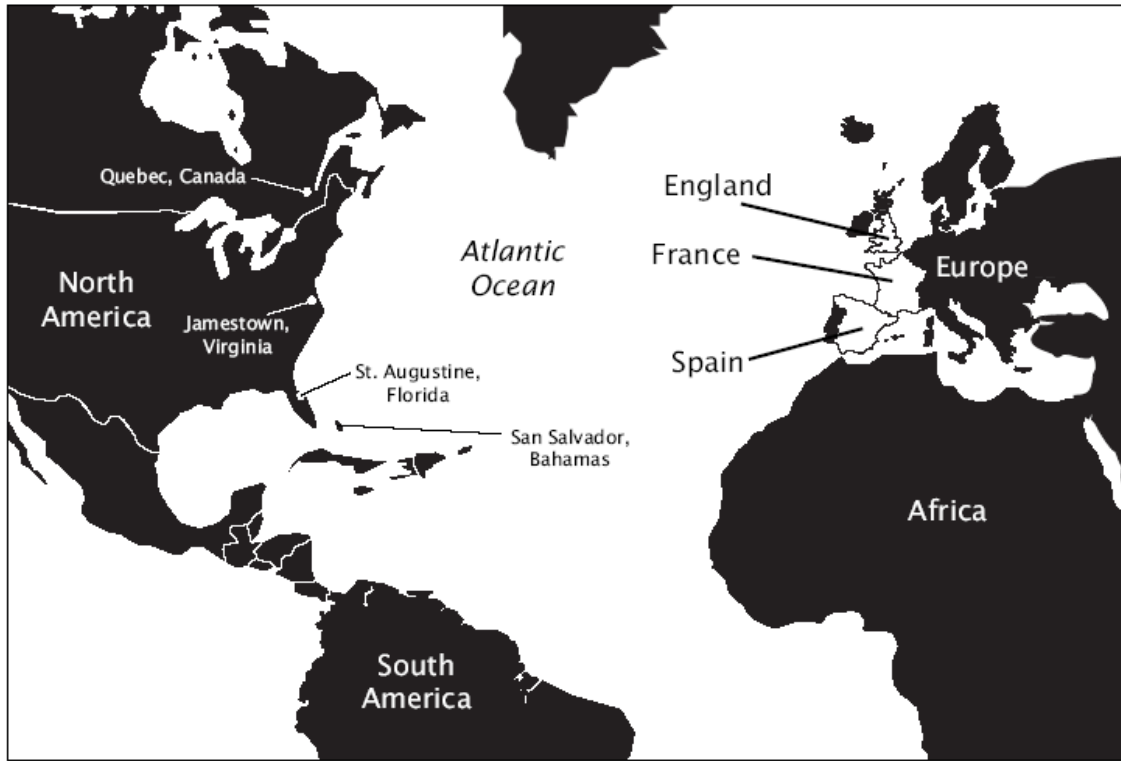 Quebec, Canada
England
France
Atlantic
Ocean
Europe
North
America
Jamestown,
Virginia
Spain
St. Augustine,
Florida
San Salvador,
Bahamas
Africa
South
America